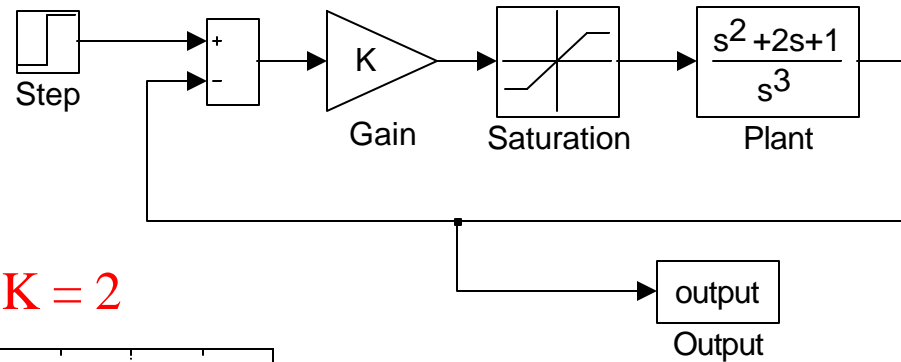 +
−
K
s² +2s+1
s³
Step
Gain
Saturation
Plant
K = 2
output
Output